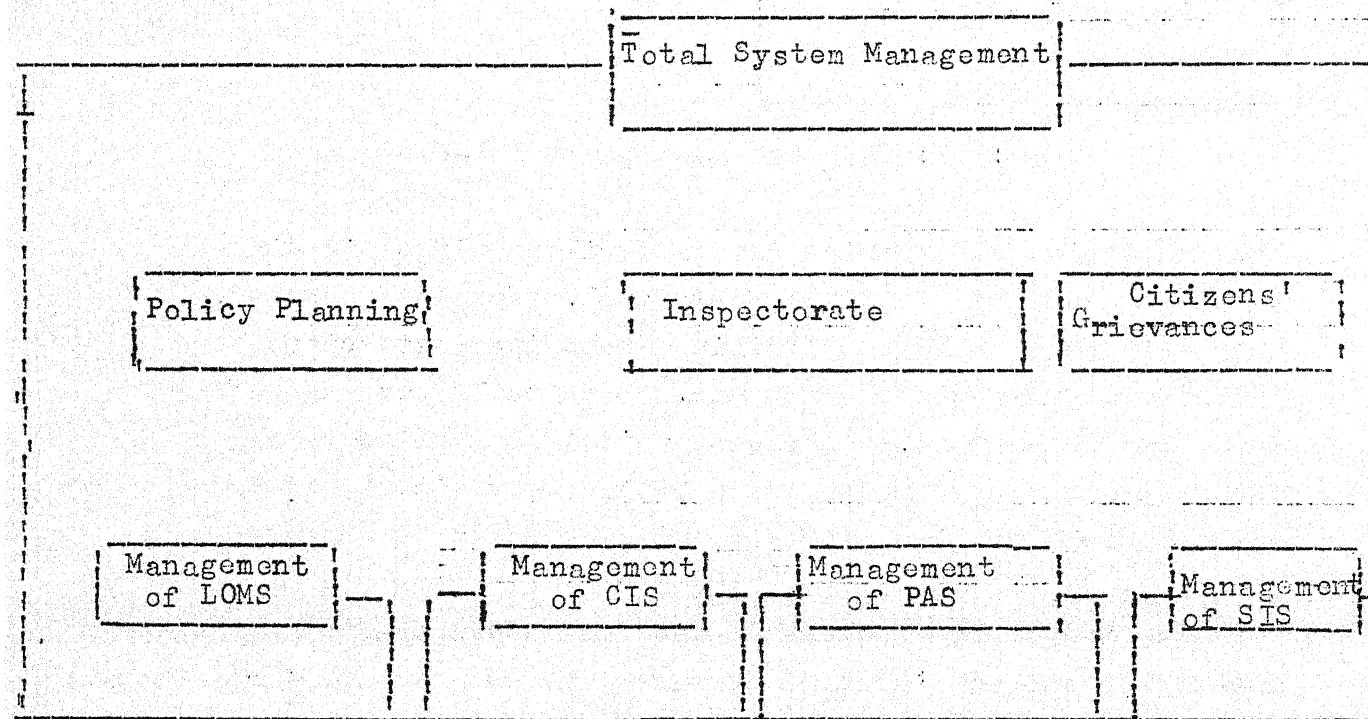 Total System Management
Policy Planning
Inspectorate
Citizens'
Grievances
Management
of LOMS
Management
of CIS
Management
of PAS
Management
of SIS